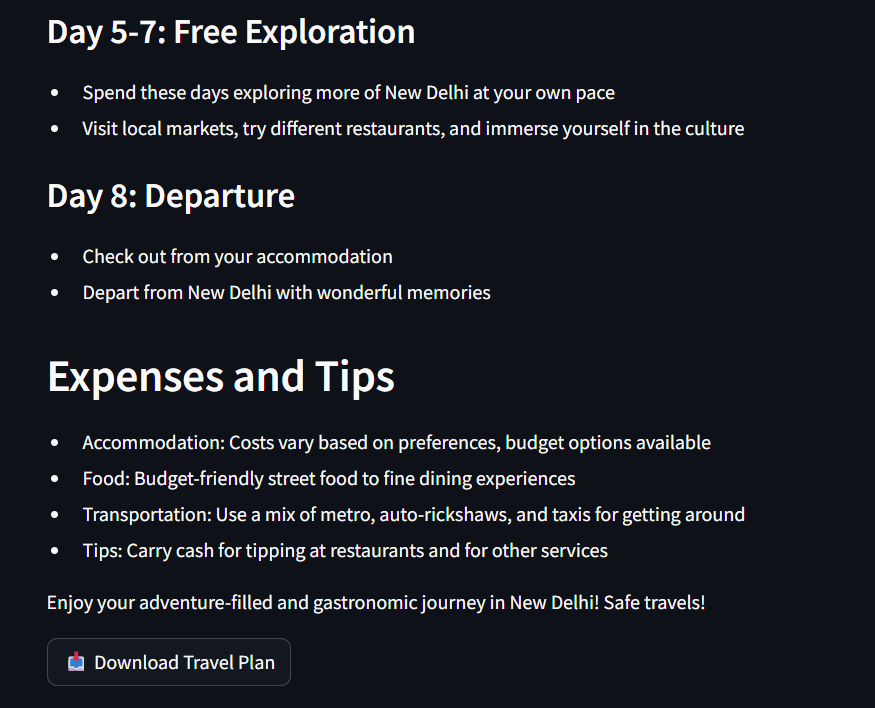 Day 5-7: Free Exploration
• Spend these days exploring more of New Delhi at your own pace
• Visit local markets, try different restaurants, and immerse yourself in the culture
Day 8: Departure
• Check out from your accommodation
• Depart from New Delhi with wonderful memories
Expenses and Tips
• Accommodation: Costs vary based on preferences, budget options available
• Food: Budget-friendly street food to fine dining experiences
• Transportation: Use a mix of metro, auto-rickshaws, and taxis for getting around
• Tips: Carry cash for tipping at restaurants and for other services
Enjoy your adventure-filled and gastronomic journey in New Delhi! Safe travels!
Download Travel Plan